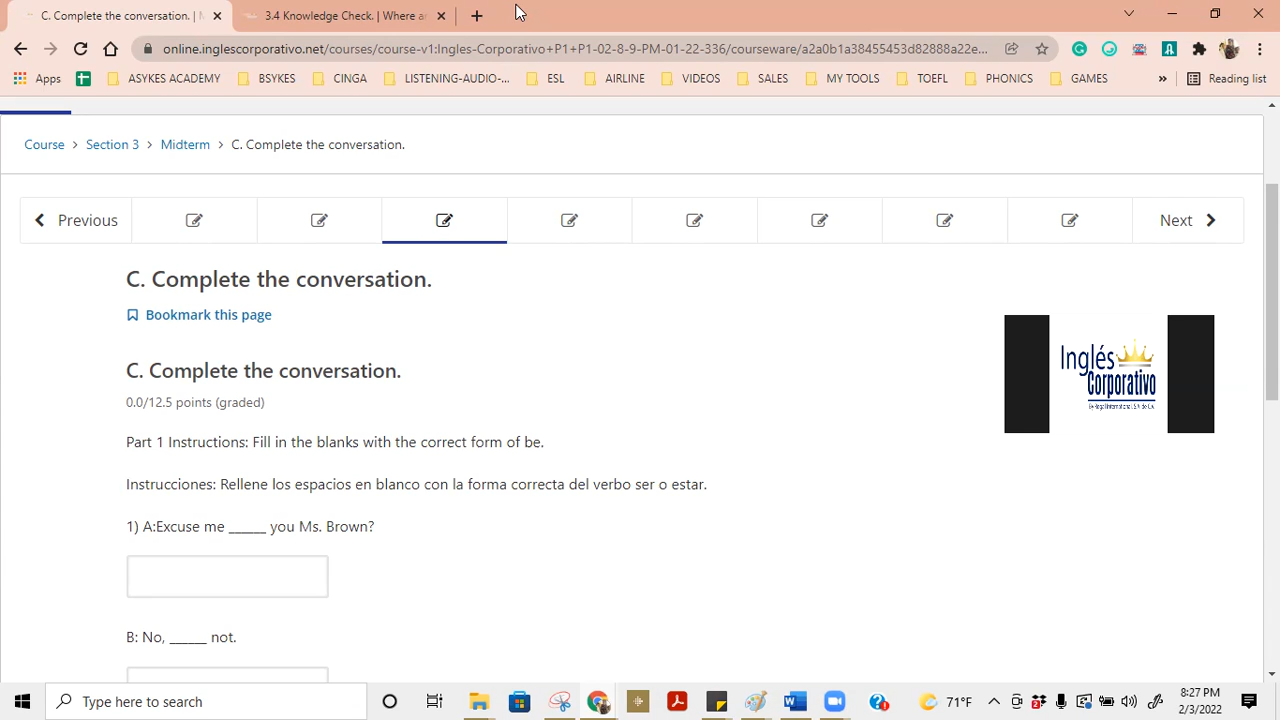 C. Complete the conversation. |
3.4 Knowledge Check. | Where ar
online.inglescorporativo.net/courses/course-v1:Ingles-Corporativo+P1+P1-02-8-9-PM-01-22-336/courseware/a2a0b1a38455453d82888a22e...
Apps
ASYKES ACADEMY
BSYKES
CINGA
LISTENING-AUDIO-...
ESL
AIRLINE
VIDEOS
SALES
MY TOOLS
TOEFL
PHONICS
GAMES
»
Reading list
Course > Section 3 > Midterm > C. Complete the conversation.
Previous
Next
C. Complete the conversation.
Bookmark this page
C. Complete the conversation.
0.0/12.5 points (graded)
Inglés
Corporativo
Part 1 Instructions: Fill in the blanks with the correct form of be.
Instrucciones: Rellene los espacios en blanco con la forma correcta del verbo ser o estar.
1) A:Excuse me ______ you Ms. Brown?
B: No, ______ not.
Type here to search
71°F
8:27 PM
2/3/2022